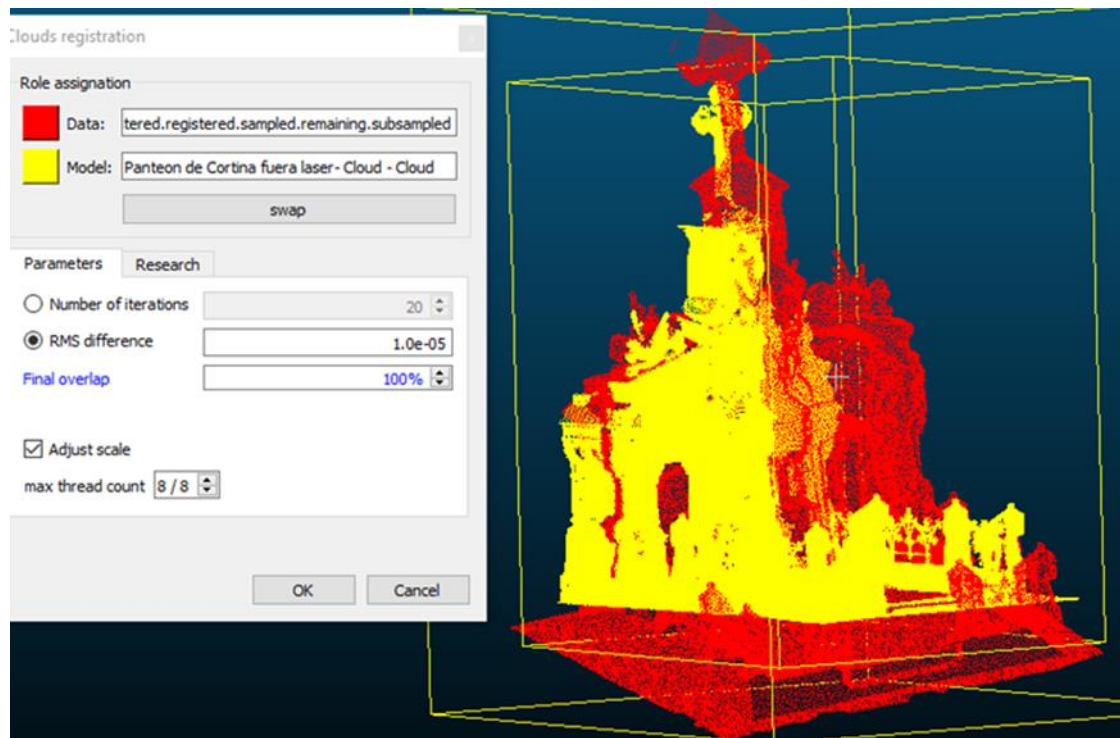 Clouds registration
Role assignation
Data: tered.registered.sampled.remaining.subsampled
Model: Panteon de Cortina fuera laser- Cloud - Cloud
swap
Parameters Research
Number of iterations 20
RMS difference 1.0e-05
Final overlap 100%
Adjust scale
max thread count 8 / 8
OK Cancel